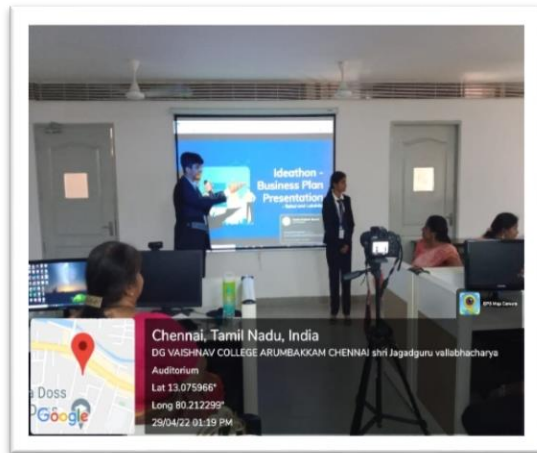 Ideathon -
Business Plan
Presentation
GPS Map Camera
Chennai, Tamil Nadu, India
DG VAISHNAV COLLEGE ARUMBAKKAM CHENNAI shri Jagadguru vallabhacharya
Auditorium
Lat 13.075966°
Long 80.212299°
29/04/22 01:19 PM
a Doss
Google